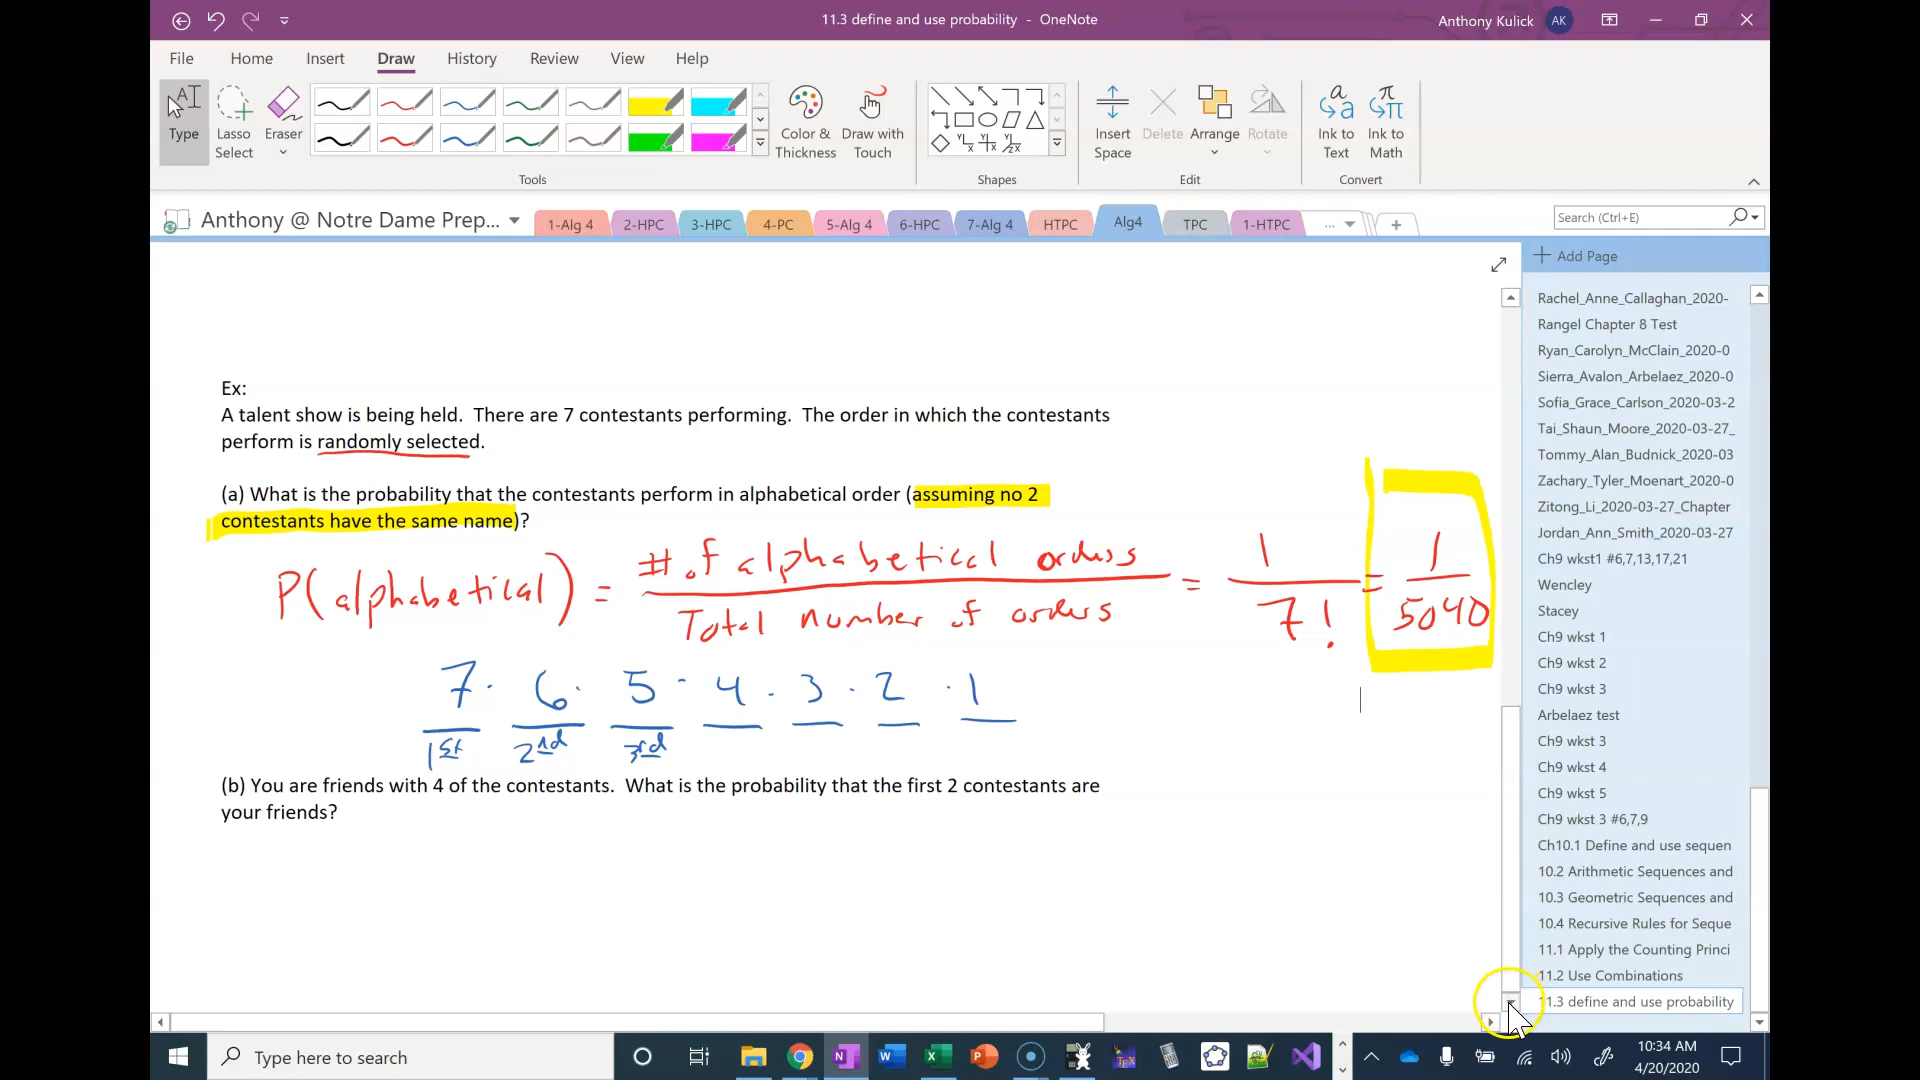 11.3 define and use probability - OneNote
Anthony Kulick AK
File Home Insert Draw History Review View Help
Type
Lasso Select
Eraser
Color & Thickness
Draw with Touch
Insert Space
Delete
Arrange
Rotate
Ink to Text
Ink to Math
Tools Shapes Edit Convert
Anthony @ Notre Dame Prep...
1-Alg 4 2-HPC 3-HPC 4-PC 5-Alg 4 6-HPC 7-Alg 4 HTPC Alg4 TPC 1-HTPC ...
Search (Ctrl+E)
Add Page
Rachel_Anne_Callaghan_2020-
Rangel Chapter 8 Test
Ryan_Carolyn_McClain_2020-0
Sierra_Avalon_Arbelaez_2020-0
Sofia_Grace_Carlson_2020-03-2
Tai_Shaun_Moore_2020-03-27_
Tommy_Alan_Budnick_2020-03
Zachary_Tyler_Moenart_2020-0
Zitong_Li_2020-03-27_Chapter
Jordan_Ann_Smith_2020-03-27
Ch9 wkst1 #6,7,13,17,21
Wencley
Stacey
Ch9 wkst 1
Ch9 wkst 2
Ch9 wkst 3
Arbelaez test
Ch9 wkst 3
Ch9 wkst 4
Ch9 wkst 5
Ch9 wkst 3 #6,7,9
Ch10.1 Define and use sequen
10.2 Arithmetic Sequences and
10.3 Geometric Sequences and
10.4 Recursive Rules for Seque
11.1 Apply the Counting Princi
11.2 Use Combinations
11.3 define and use probability
Ex:
A talent show is being held. There are 7 contestants performing. The order in which the contestants
perform is randomly selected.
(a) What is the probability that the contestants perform in alphabetical order (assuming no 2
contestants have the same name)?
P(alphabetical) = # of alphabetical orders / Total number of orders = 1 / 7! = 1 / 5040
7 · 6 · 5 · 4 · 3 · 2 · 1
1st 2nd 3rd
(b) You are friends with 4 of the contestants. What is the probability that the first 2 contestants are
your friends?
Type here to search
10:34 AM
4/20/2020